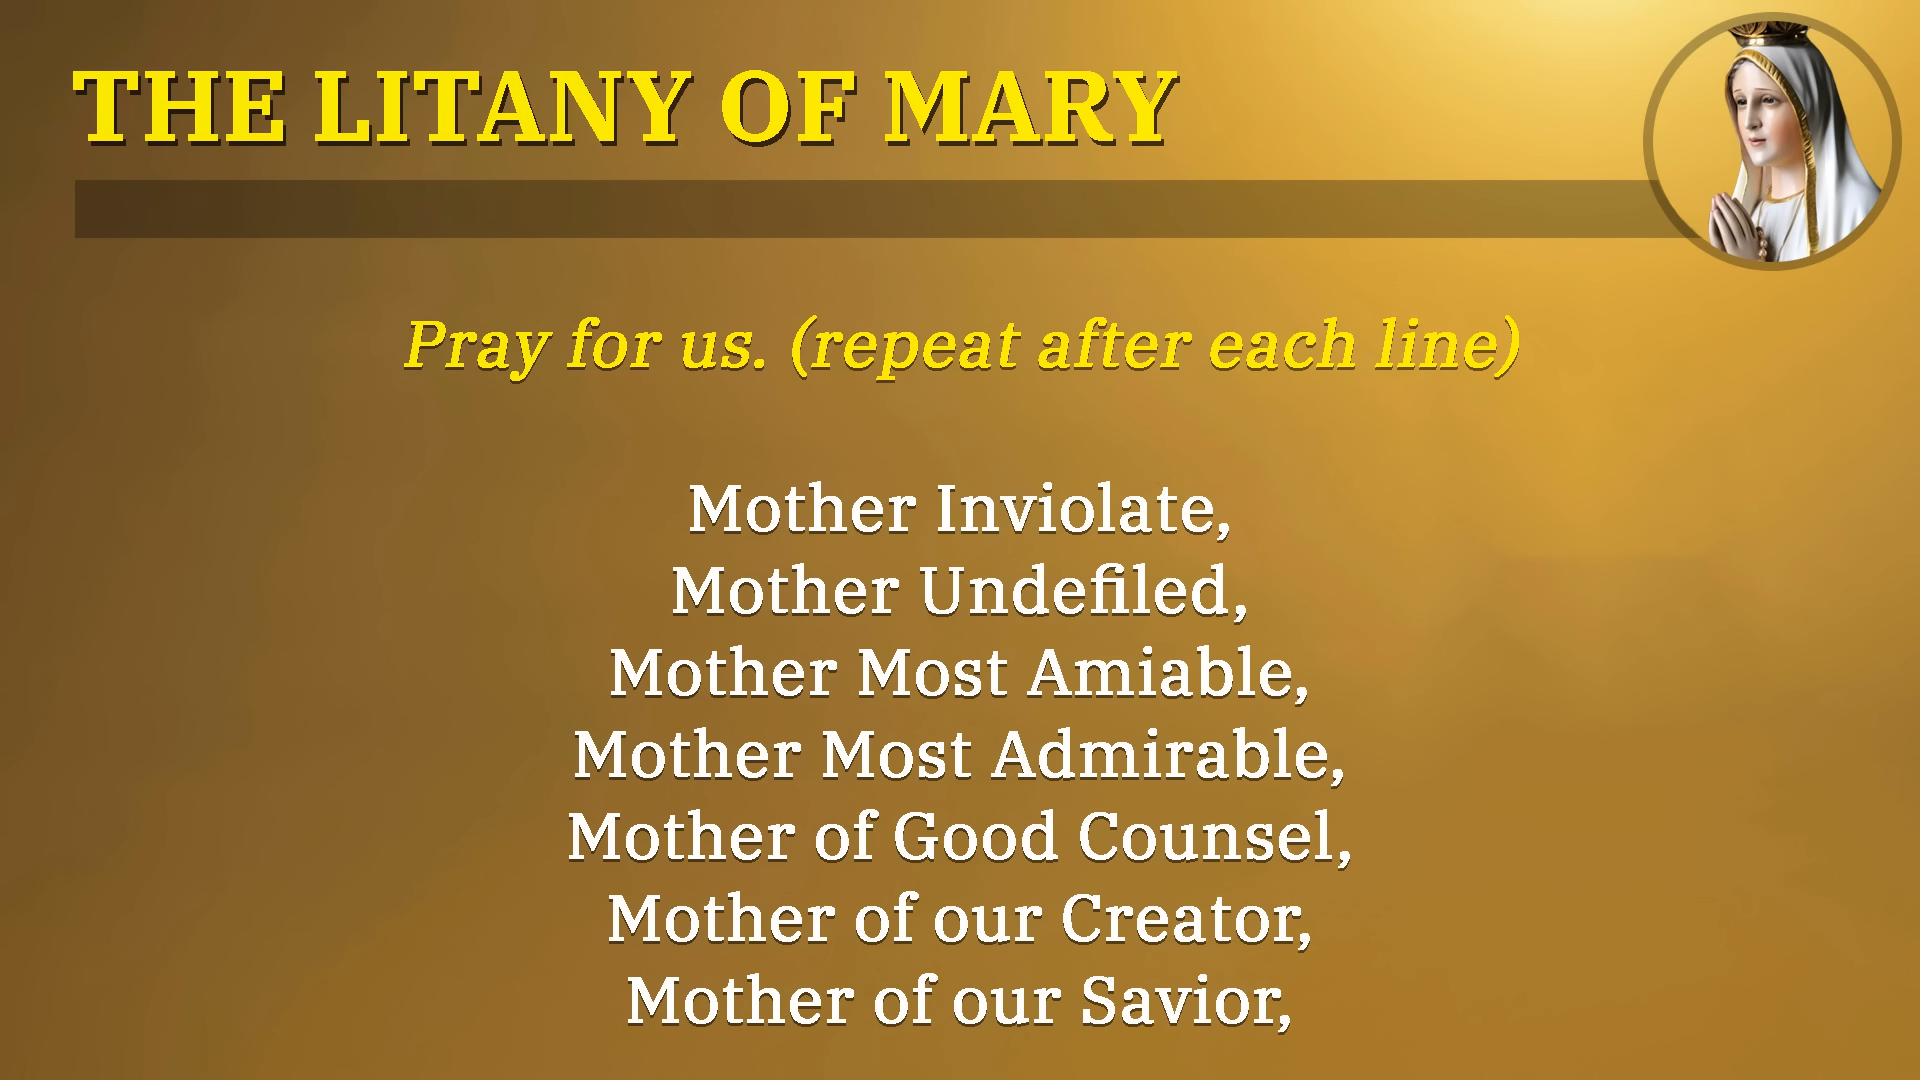 THE LITANY OF MARY
Pray for us. (repeat after each line)
Mother Inviolate,
Mother Undefiled,
Mother Most Amiable,
Mother Most Admirable,
Mother of Good Counsel,
Mother of our Creator,
Mother of our Savior,